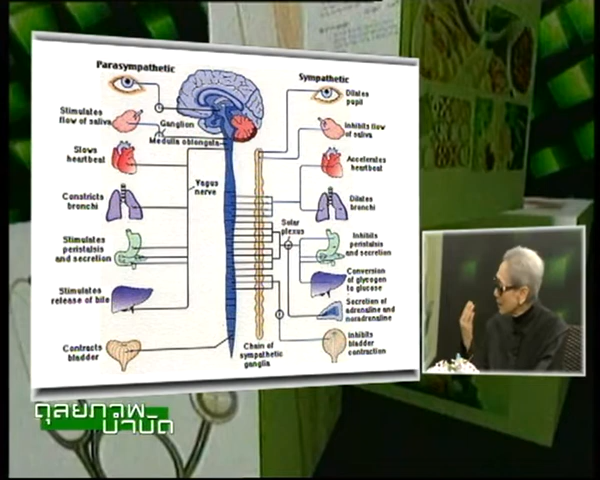 Parasympathetic
Sympathetic
Dilates
pupil
Stimulates
flow of saliva
Ganglion
Medulla oblongata
Inhibits flow
of saliva
Slows
heartbeat
Accelerates
heartbeat
Vagus
nerve
Constricts
bronchi
Dilates
bronchi
Solar
plexus
Stimulates
peristalsis
and secretion
Inhibits
peristalsis
and secretion
Conversion
of glycogen
to glucose
Stimulates
release of bile
Secretion of
adrenaline and
noradrenaline
Contracts
bladder
Chain of
sympathetic
ganglia
Inhibits
bladder
contraction
ดุลยภาพ
บำบัด